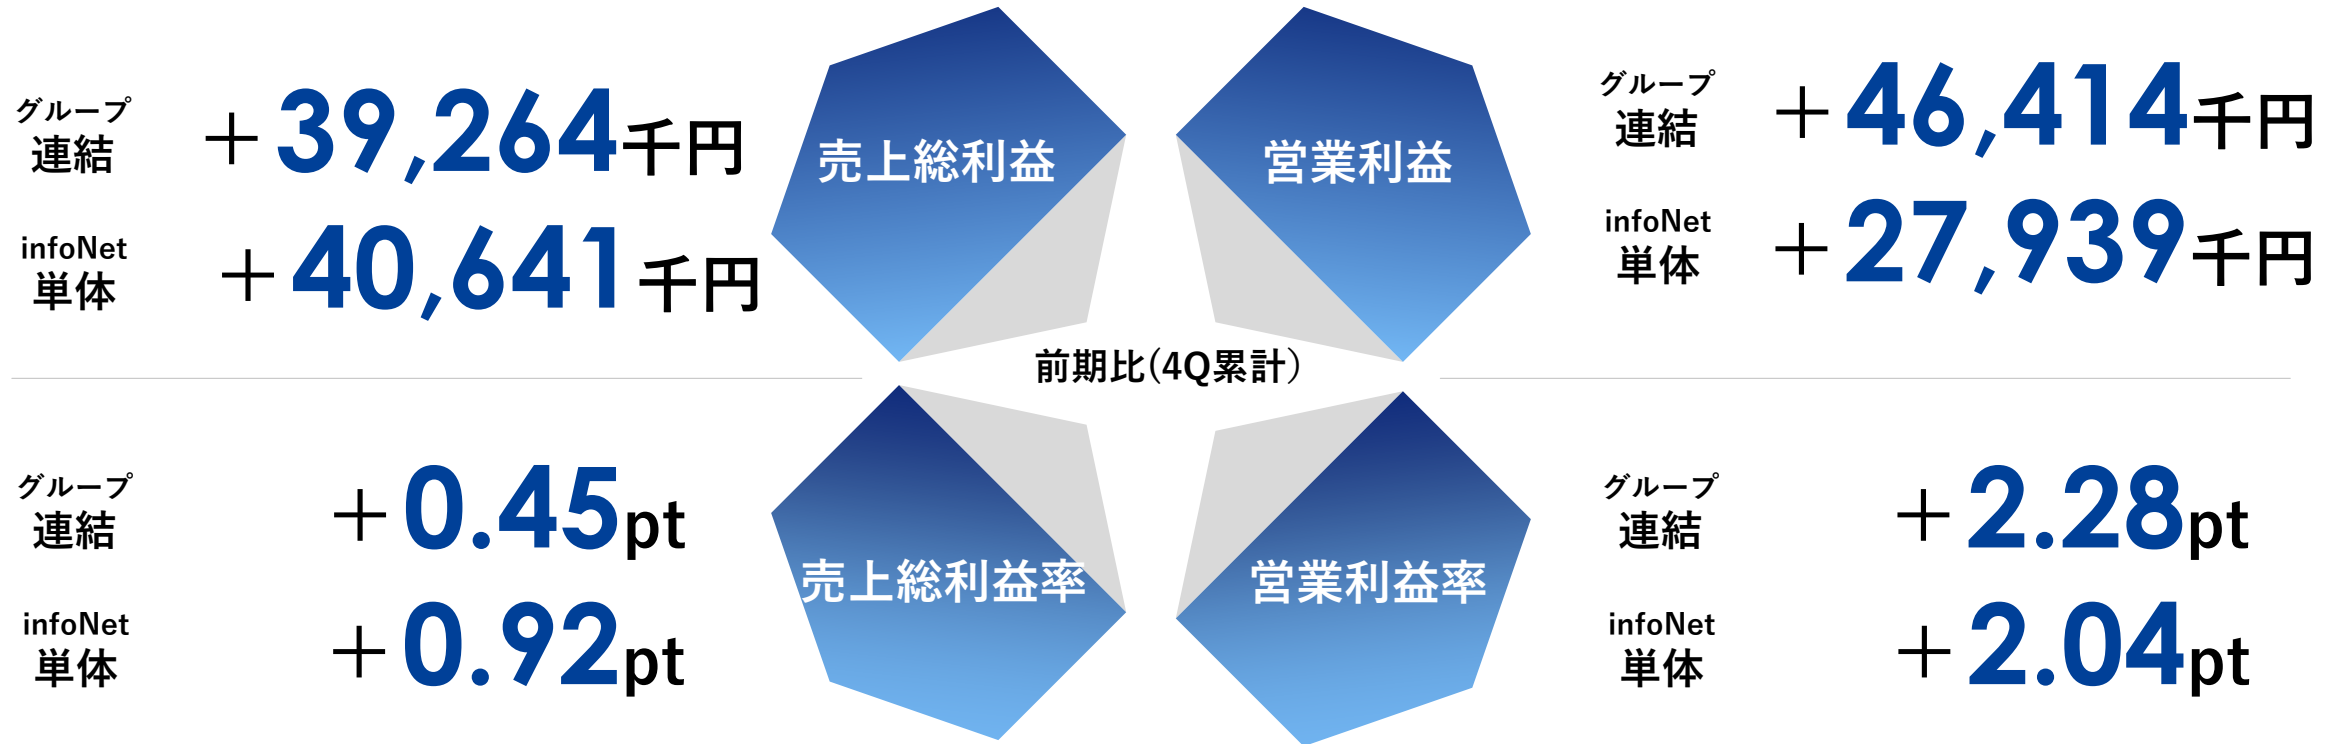 グループ
連結
＋39,264千円
infoNet
単体
＋40,641千円
売上総利益
営業利益
グループ
連結
＋46,414千円
infoNet
単体
＋27,939千円
前期比(4Q累計）
グループ
連結
＋0.45pt
infoNet
単体
＋0.92pt
売上総利益率
営業利益率
グループ
連結
＋2.28pt
infoNet
単体
＋2.04pt